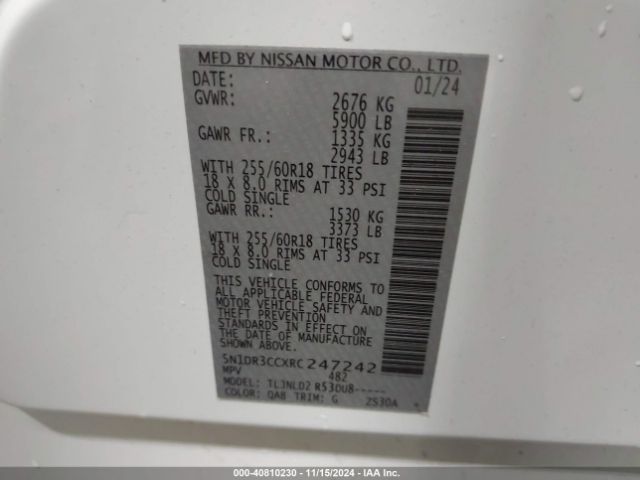 MFD BY NISSAN MOTOR CO., LTD.
DATE: 01/24
GVWR: 2676 KG
5900 LB
GAWR FR.: 1335 KG
2943 LB
WITH 255/60R18 TIRES
18 X 8.0 RIMS AT 33 PSI
COLD SINGLE
GAWR RR.: 1530 KG
3373 LB
WITH 255/60R18 TIRES
18 X 8.0 RIMS AT 33 PSI
COLD SINGLE
THIS VEHICLE CONFORMS TO
ALL APPLICABLE FEDERAL
MOTOR VEHICLE SAFETY AND
THEFT PREVENTION
STANDARDS IN EFFECT ON
THE DATE OF MANUFACTURE
SHOWN ABOVE.
5N1DR3CCXRC247242
MPV 482
MODEL: TLJNLD2 R53DU8-----
COLOR: QAB TRIM: G 2S30A
000-40810230 - 11/15/2024 - IAA Inc.